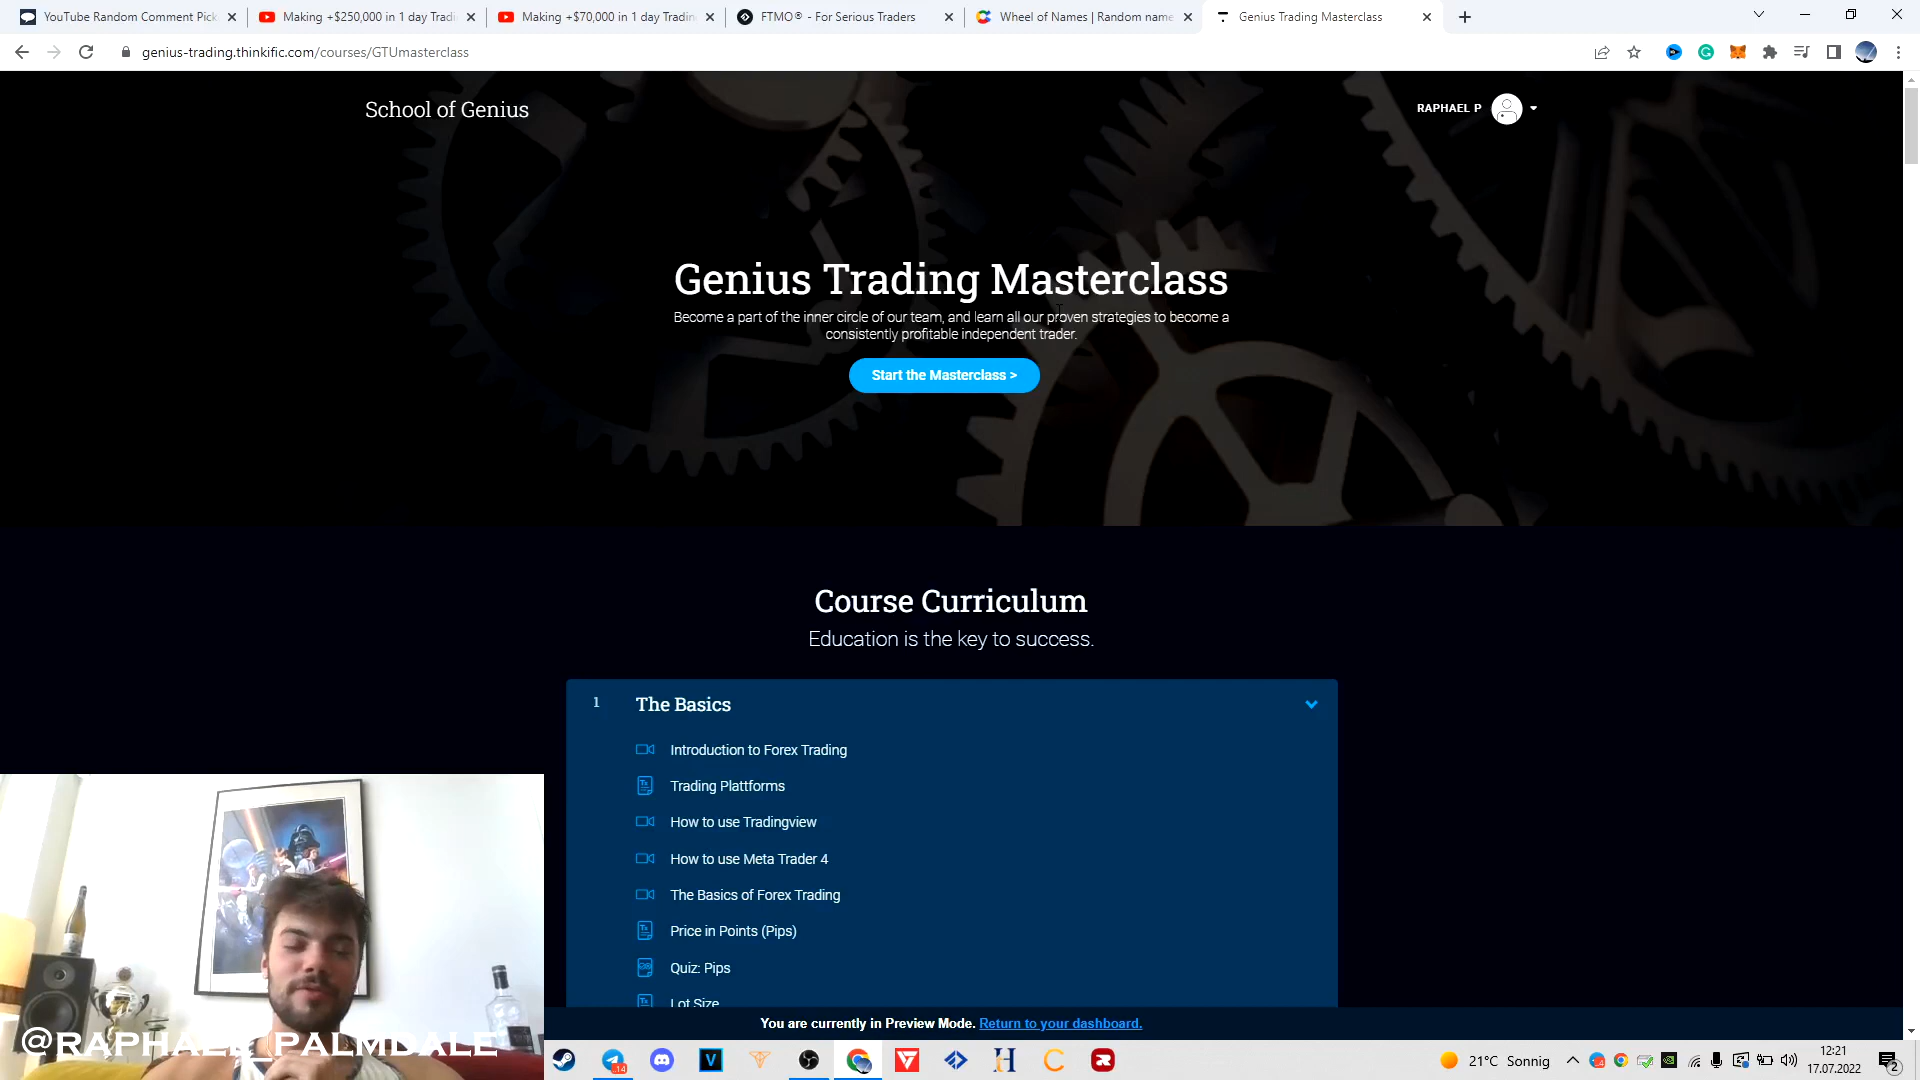 YouTube Random Comment Pick
Making +$250,000 in 1 day Tradi
Making +$70,000 in 1 day Tradin
FTMO® - For Serious Traders
Wheel of Names | Random name
Genius Trading Masterclass
genius-trading.thinkific.com/courses/GTUmasterclass
School of Genius
RAPHAEL P
Genius Trading Masterclass
Become a part of the inner circle of our team, and learn all our proven strategies to become a
consistently profitable independent trader.
Start the Masterclass >
Course Curriculum
Education is the key to success.
1 The Basics
Introduction to Forex Trading
Trading Plattforms
How to use Tradingview
How to use Meta Trader 4
The Basics of Forex Trading
Price in Points (Pips)
Quiz: Pips
Lot Size
You are currently in Preview Mode. Return to your dashboard.
@RAPHAEL_PALMDALE
14
21°C Sonnig
12:21
17.07.2022
2